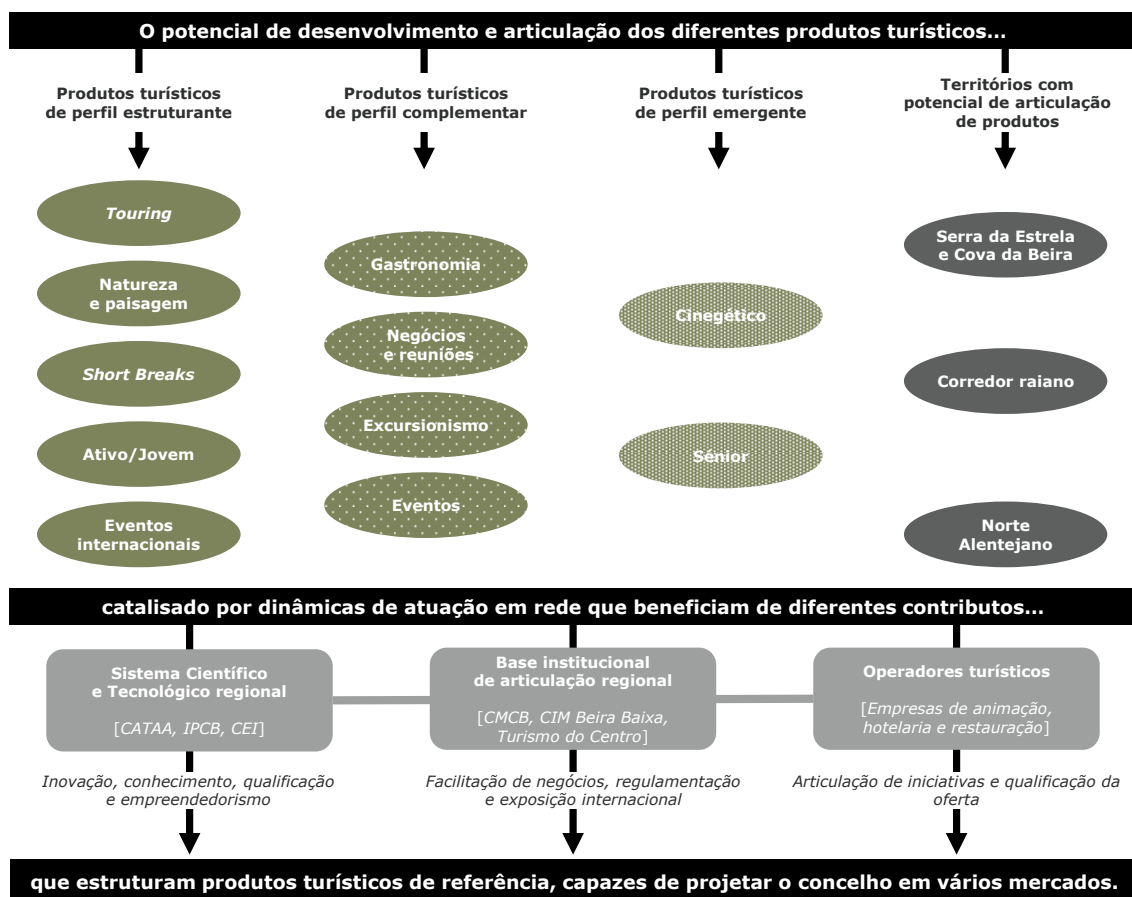 O potencial de desenvolvimento e articulação dos diferentes produtos turísticos...
Produtos turísticos
de perfil estruturante
Touring
Natureza
e paisagem
Short Breaks
Ativo/Jovem
Eventos
internacionais
Produtos turísticos
de perfil complementar
Gastronomia
Negócios
e reuniões
Excursionismo
Eventos
Produtos turísticos
de perfil emergente
Cinegético
Sénior
Territórios com
potencial de articulação
de produtos
Serra da Estrela
e Cova da Beira
Corredor raiano
Norte
Alentejano
catalisado por dinâmicas de atuação em rede que beneficiam de diferentes contributos...
Sistema Científico
e Tecnológico regional
[CATAA, IPCB, CEI]
Inovação, conhecimento, qualificação
e empreendedorismo
Base institucional
de articulação regional
[CMCB, CIM Beira Baixa,
Turismo do Centro]
Facilitação de negócios, regulamentação
e exposição internacional
Operadores turísticos
[Empresas de animação,
hotelaria e restauração]
Articulação de iniciativas e qualificação da
oferta
que estruturam produtos turísticos de referência, capazes de projetar o concelho em vários mercados.